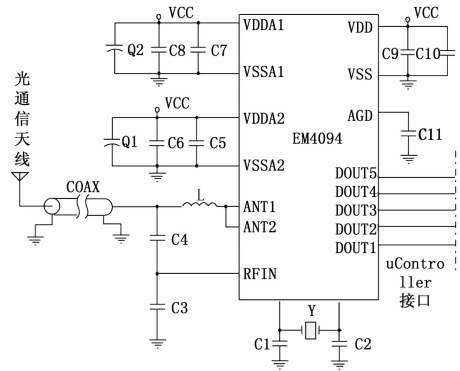 VCC
VDDA1
VDD
VCC
Q2
C8
C7
C9
C10
VSSA1
VSS
光通信天线
VCC
VDDA2
AGD
Q1
C6
C5
EM4094
C11
VSSA2
DOUT5
COAX
L
DOUT4
ANT1
DOUT3
ANT2
DOUT2
C4
DOUT1
RFIN
uContro
ller
接口
C3
Y
C1
C2